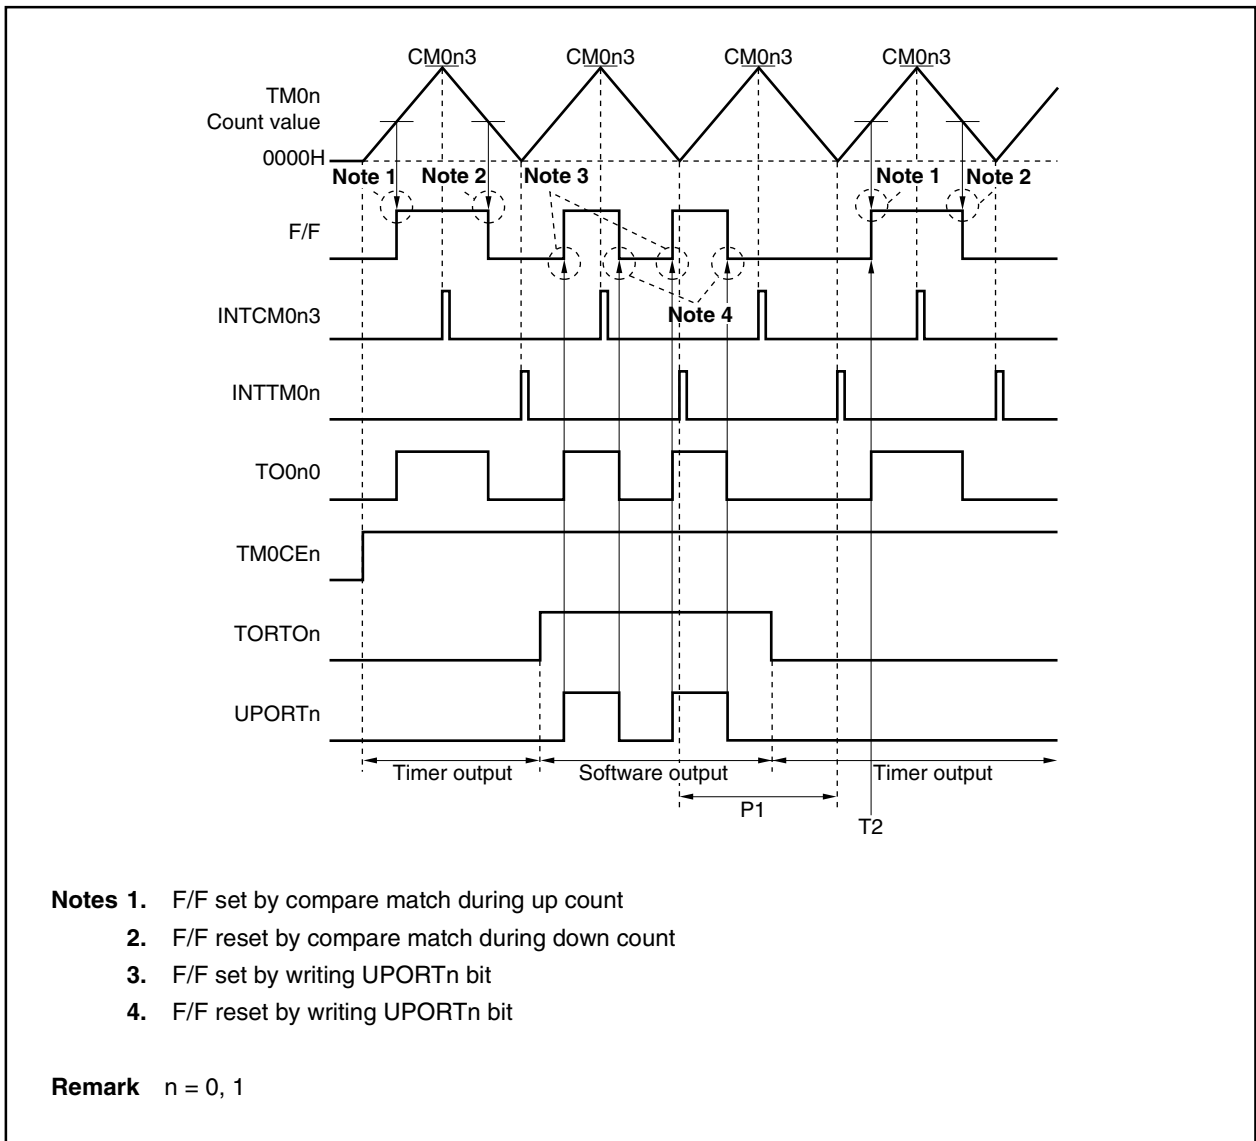 CM0n3 CM0n3 CM0n3 CM0n3
TM0n
Count value
0000H
Note 1 Note 2 Note 3 Note 1 Note 2
F/F
Note 4
INTCM0n3
INTTM0n
TO0n0
TM0CEn
TORTOn
UPORTn
Timer output Software output Timer output
P1
T2
Notes 1. F/F set by compare match during up count
2. F/F reset by compare match during down count
3. F/F set by writing UPORTn bit
4. F/F reset by writing UPORTn bit
Remark n = 0, 1